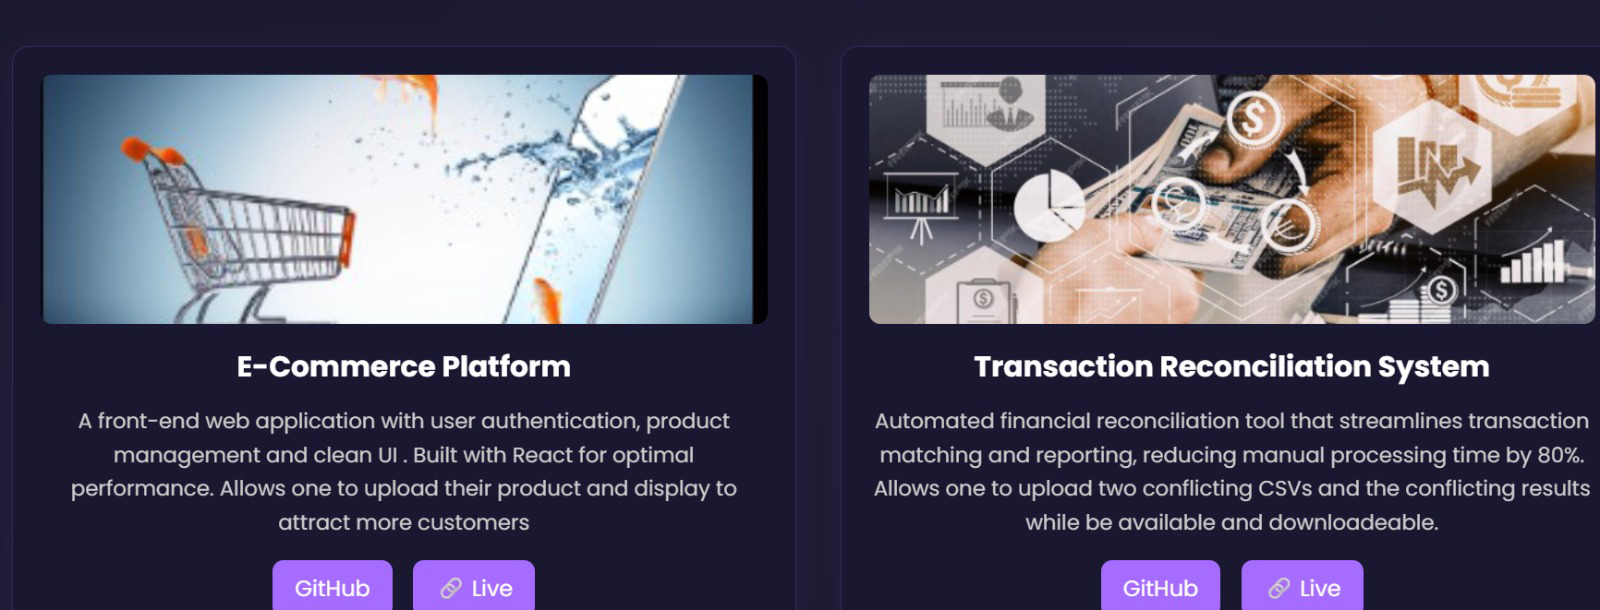 E-Commerce Platform
A front-end web application with user authentication, product
management and clean UI . Built with React for optimal
performance. Allows one to upload their product and display to
attract more customers
GitHub
Live
Transaction Reconciliation System
Automated financial reconciliation tool that streamlines transaction
matching and reporting, reducing manual processing time by 80%.
Allows one to upload two conflicting CSVs and the conflicting results
while be available and downloadeable.
GitHub
Live